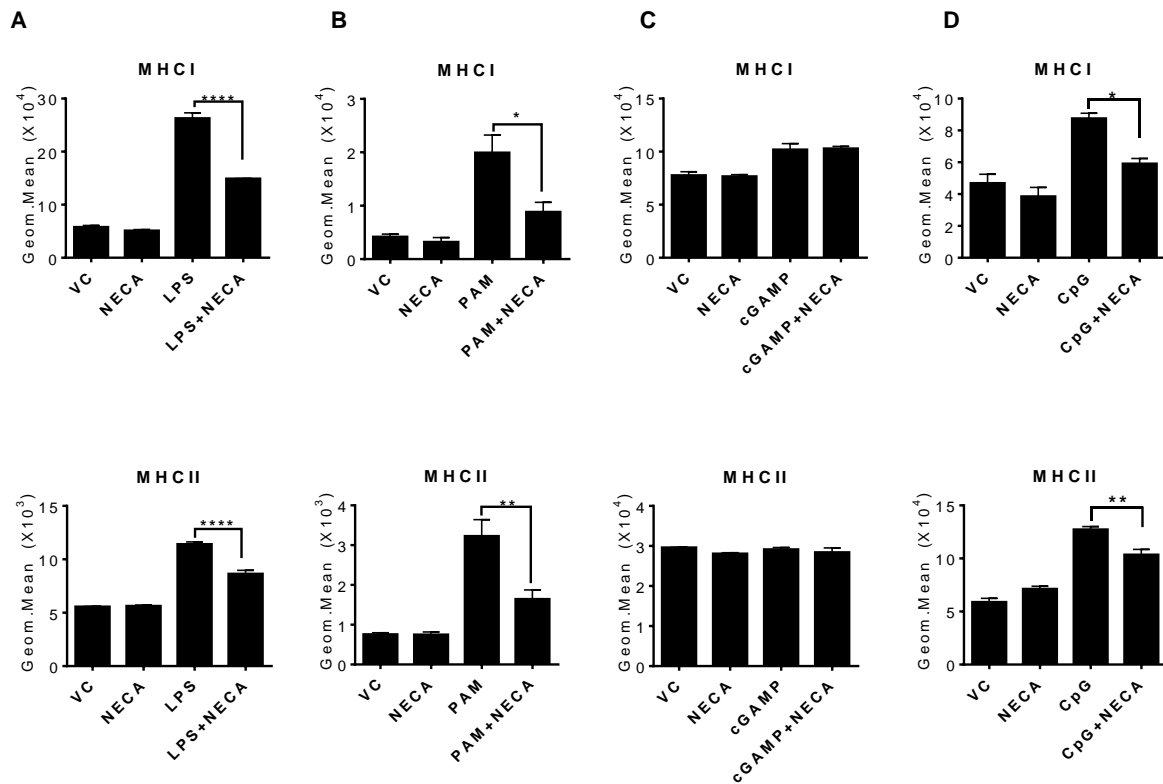 A
B
C
D
MHCI
Geom.Mean (X10⁴)
30
20
10
0
****
VC
NECA
LPS
LPS+NECA
MHCI
Geom.Mean (X10⁴)
3
2
1
0
*
VC
NECA
PAM
PAM+NECA
MHCI
Geom.Mean (X10⁴)
15
10
5
0
VC
NECA
cGAMP
cGAMP+NECA
MHCI
Geom.Mean (X10⁴)
10
8
6
4
2
0
*
VC
NECA
CpG
CpG+NECA
MHCII
Geom.Mean (X10³)
15
10
5
0
****
VC
NECA
LPS
LPS+NECA
MHCII
Geom.Mean (X10³)
4
3
2
1
0
**
VC
NECA
PAM
PAM+NECA
MHCII
Geom.Mean (X10⁴)
4
3
2
1
0
VC
NECA
cGAMP
cGAMP+NECA
MHCII
Geom.Mean (X10³)
15
10
5
0
**
VC
NECA
CpG
CpG+NECA